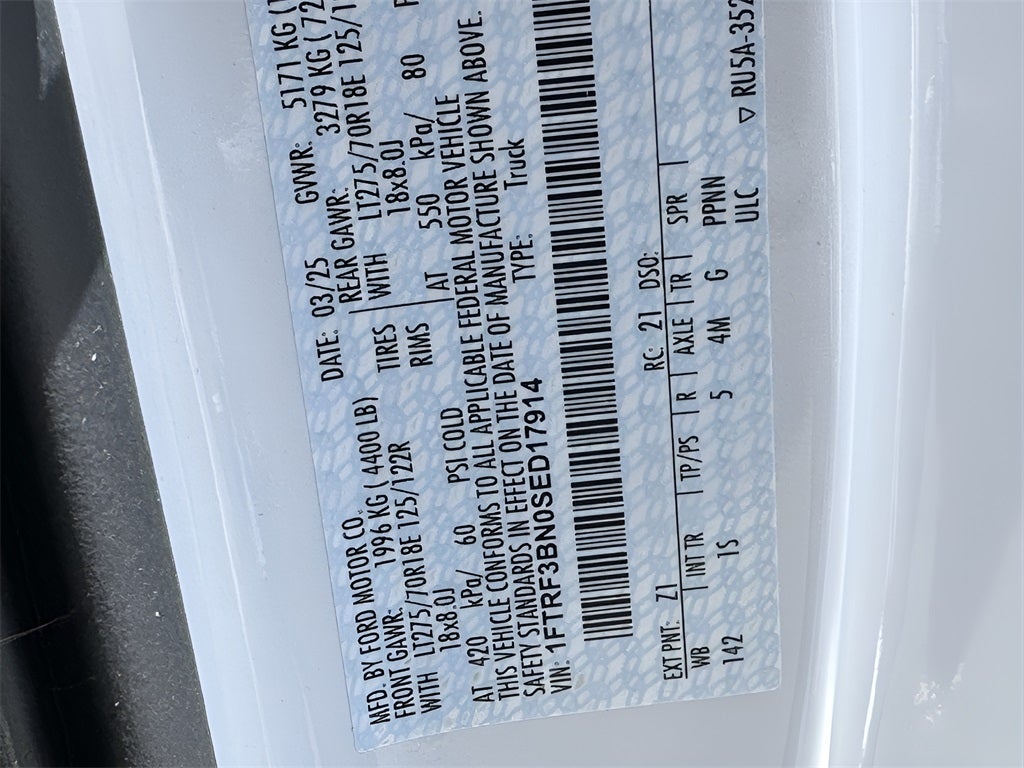 MFD. BY FORD MOTOR CO. DATE: 03/25 GVWR: 5171 KG
FRONT GAWR: 1996 KG ( 4400 LB) REAR GAWR: 3279 KG ( 72
WITH LT275/70R18E 125/122R TIRES WITH LT275/70R18E 125/1
18x8.0J RIMS 18x8.0J
AT 420 kPa/ 60 PSI COLD AT 550 kPa/ 80
THIS VEHICLE CONFORMS TO ALL APPLICABLE FEDERAL MOTOR VEHICLE
SAFETY STANDARDS IN EFFECT ON THE DATE OF MANUFACTURE SHOWN ABOVE.
VIN: 1FTRF3BN0SED17914 TYPE: Truck
EXT PNT: Z1 RC: 21 DSO:
WB | INT TR | TP/PS | R | AXLE | TR | SPR |
142 1S 5 4M G PPNN
ULC
▽ RU5A-352